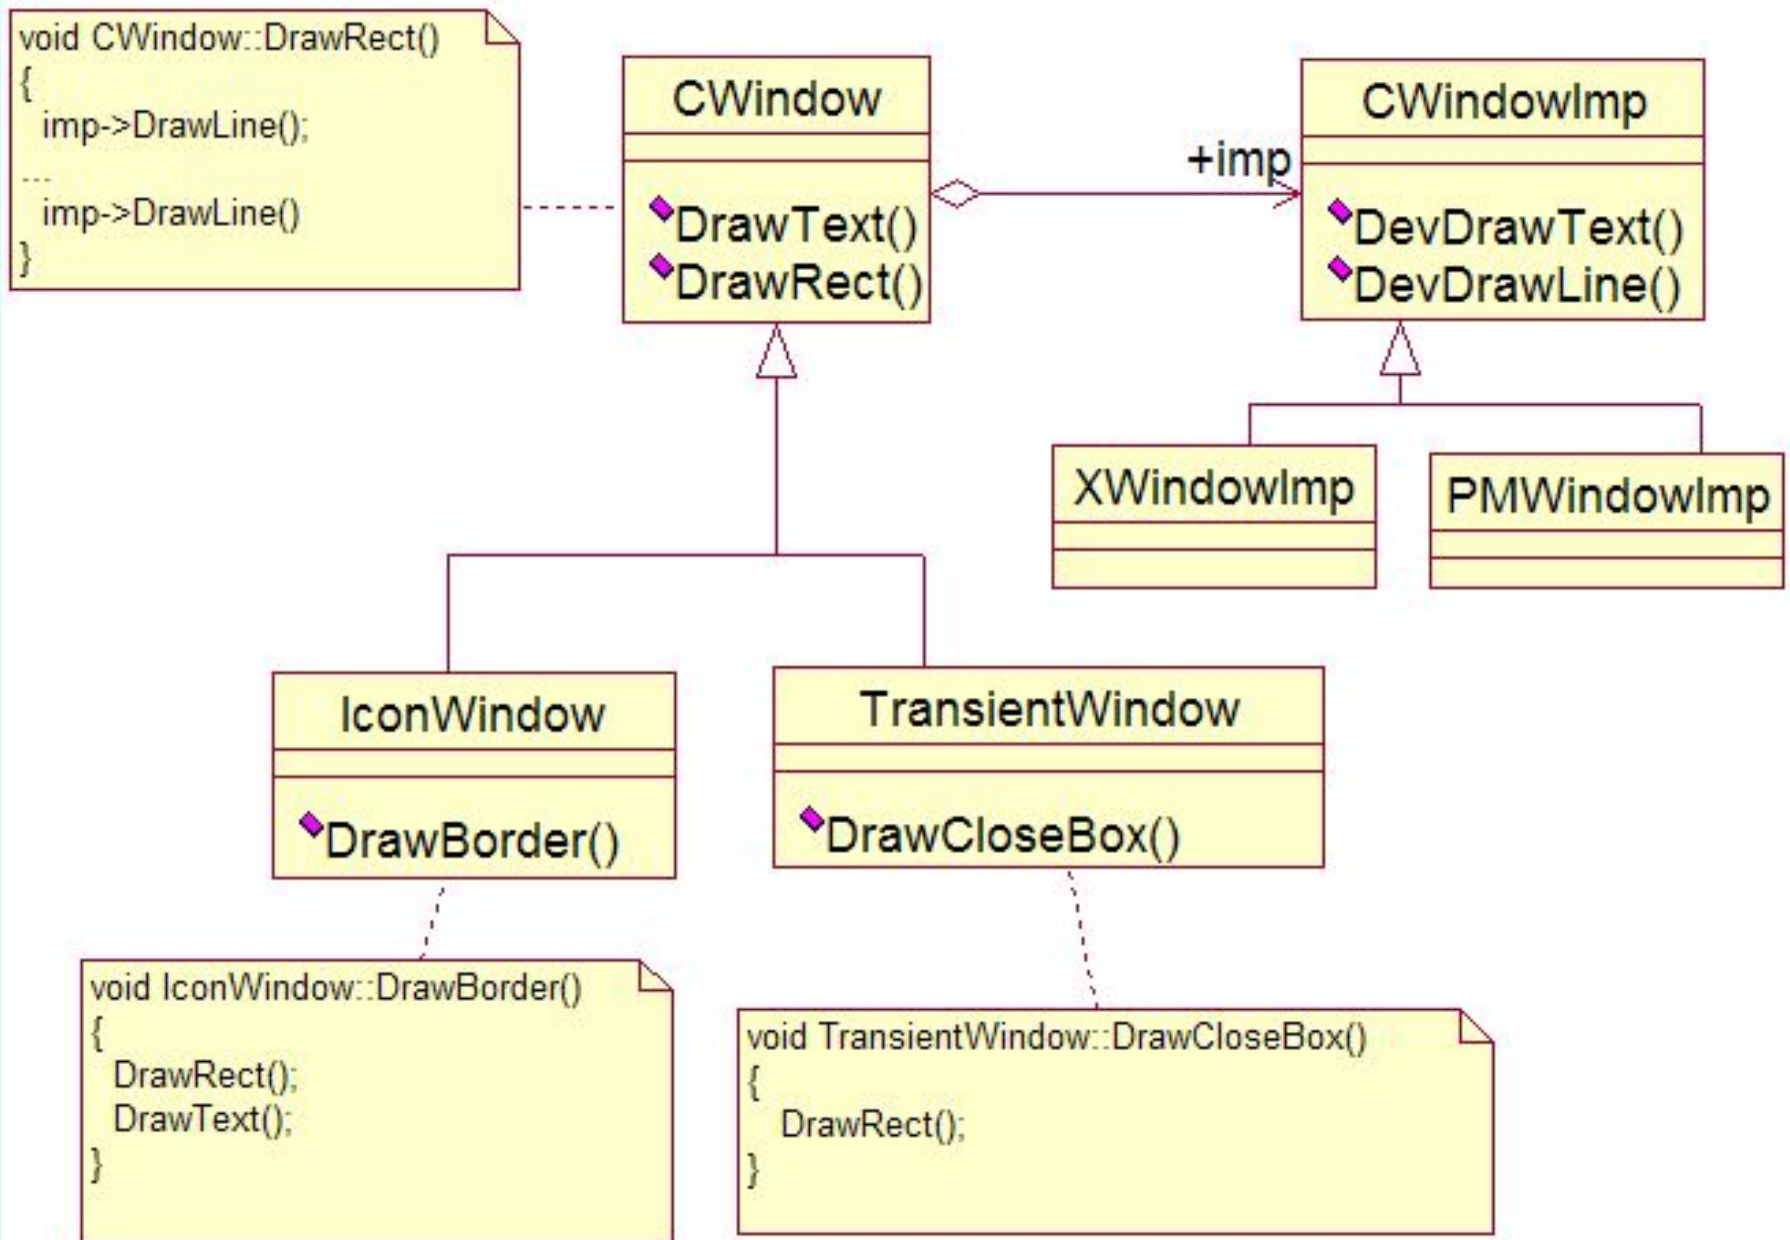 void CWindow::DrawRect()
{
imp->DrawLine();
...
imp->DrawLine()
}
CWindow
DrawText()
DrawRect()
+imp
CWindowImp
DevDrawText()
DevDrawLine()
XWindowImp
PMWindowImp
IconWindow
DrawBorder()
TransientWindow
DrawCloseBox()
void IconWindow::DrawBorder()
{
DrawRect();
DrawText();
}
void TransientWindow::DrawCloseBox()
{
DrawRect();
}